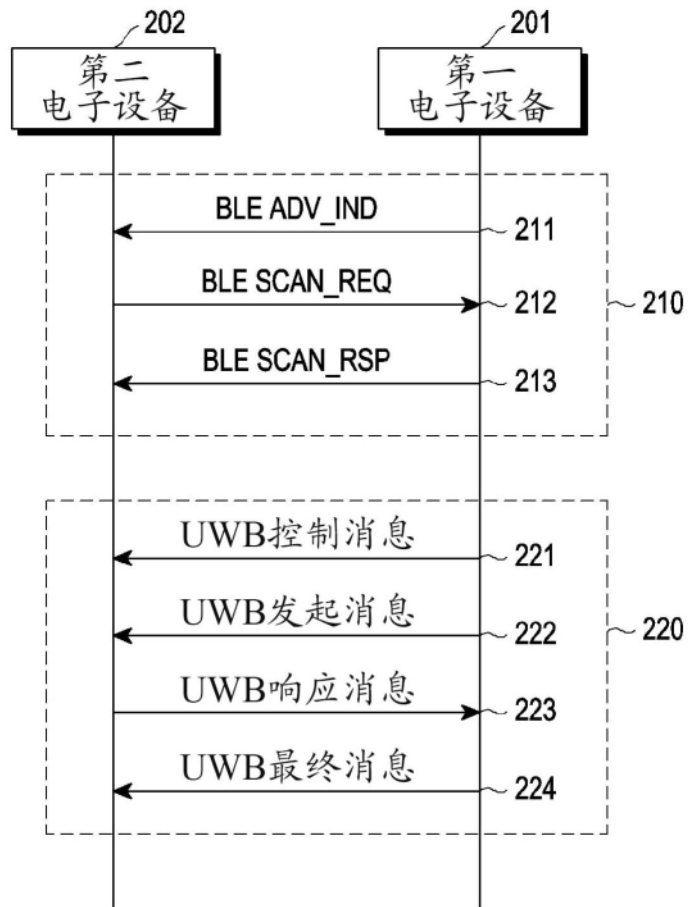 202
201
第二
电子设备
第一
电子设备
BLE ADV_IND
211
BLE SCAN_REQ
212
210
BLE SCAN_RSP
213
UWB控制消息
221
UWB发起消息
222
220
UWB响应消息
223
UWB最终消息
224